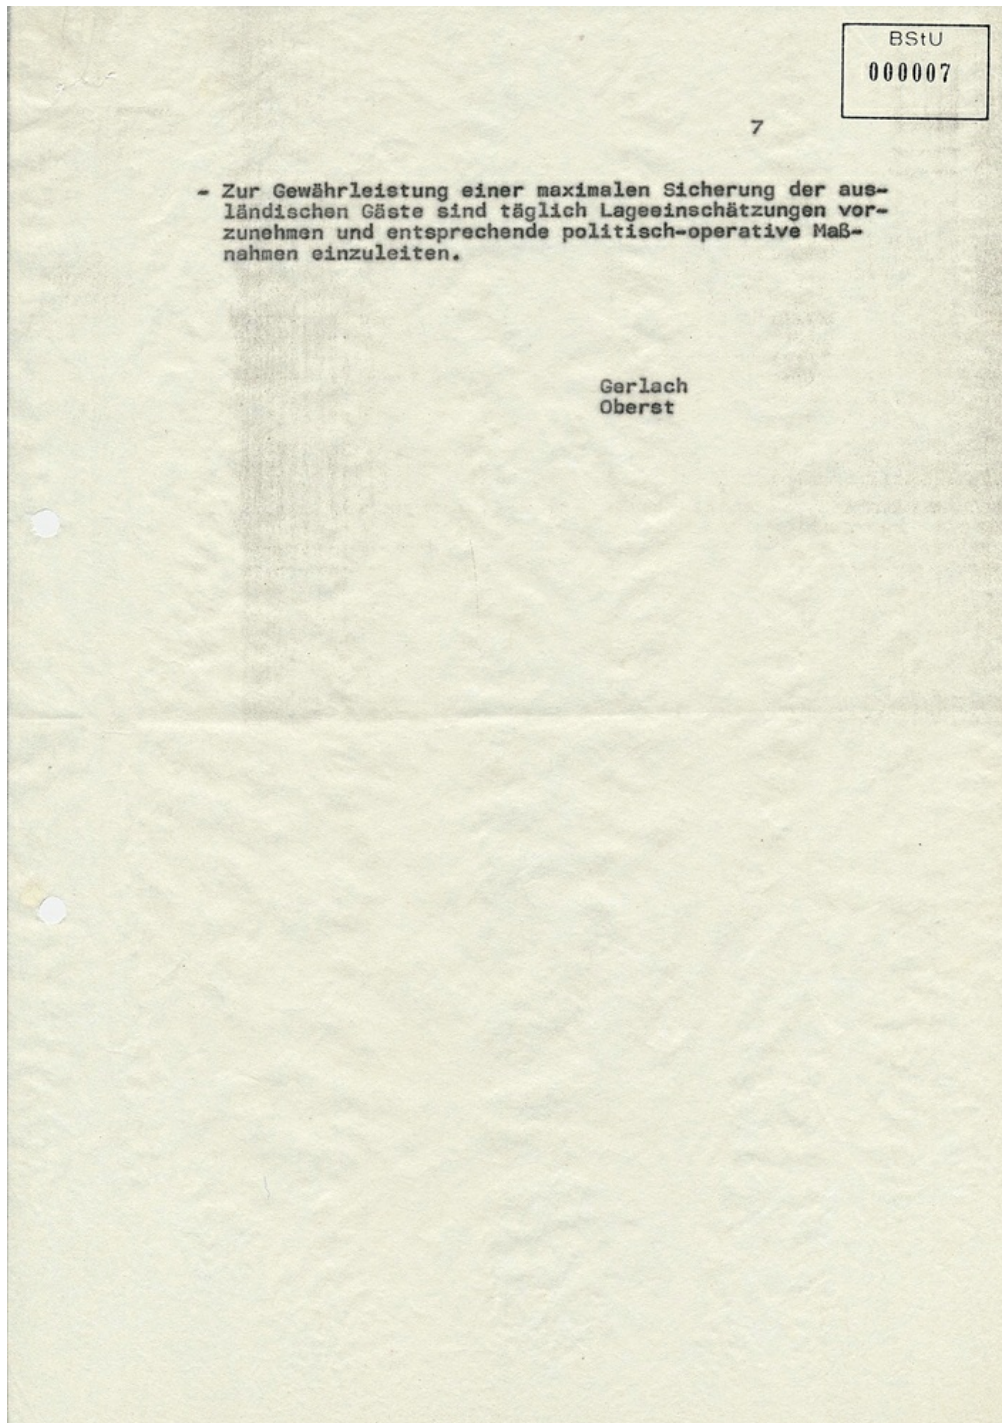 BStU
000007
7
- Zur Gewährleistung einer maximalen Sicherung der aus-
ländischen Gäste sind täglich Lageeinschätzungen vor-
zunehmen und entsprechende politisch-operative Maß-
nahmen einzuleiten.
Gerlach
Oberst